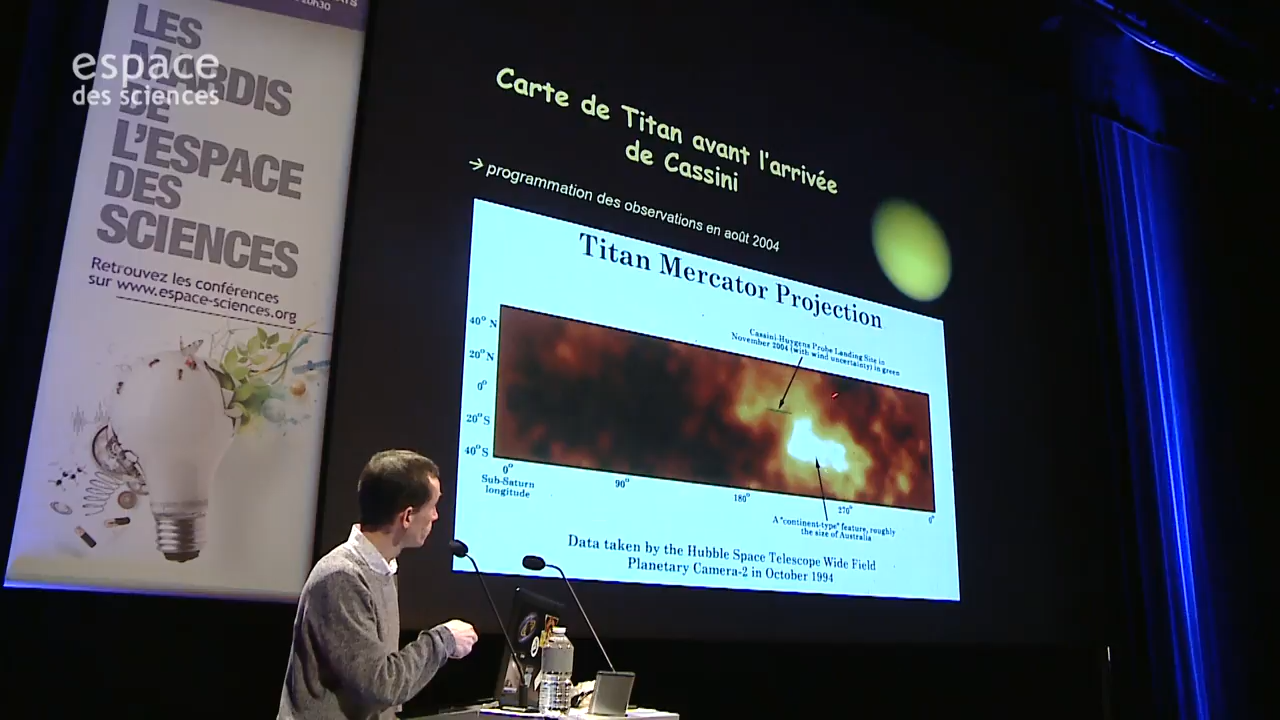 20h30
LES
MARDIS
DE
L'ESPACE
DES
SCIENCES
Retrouvez les conférences
sur www.espace-sciences.org
espace
des sciences
Carte de Titan avant l'arrivée
de Cassini
→ programmation des observations en août 2004
Titan Mercator Projection
Cassini-Huygens Probe Landing Site in
November 2004 (with wind uncertainty) in green
40° N
20° N
0°
20° S
40° S
0°
90°
180°
270°
0°
Sub-Saturn
longitude
A "continent-type" feature, roughly
the size of Australia
Data taken by the Hubble Space Telescope Wide Field
Planetary Camera-2 in October 1994